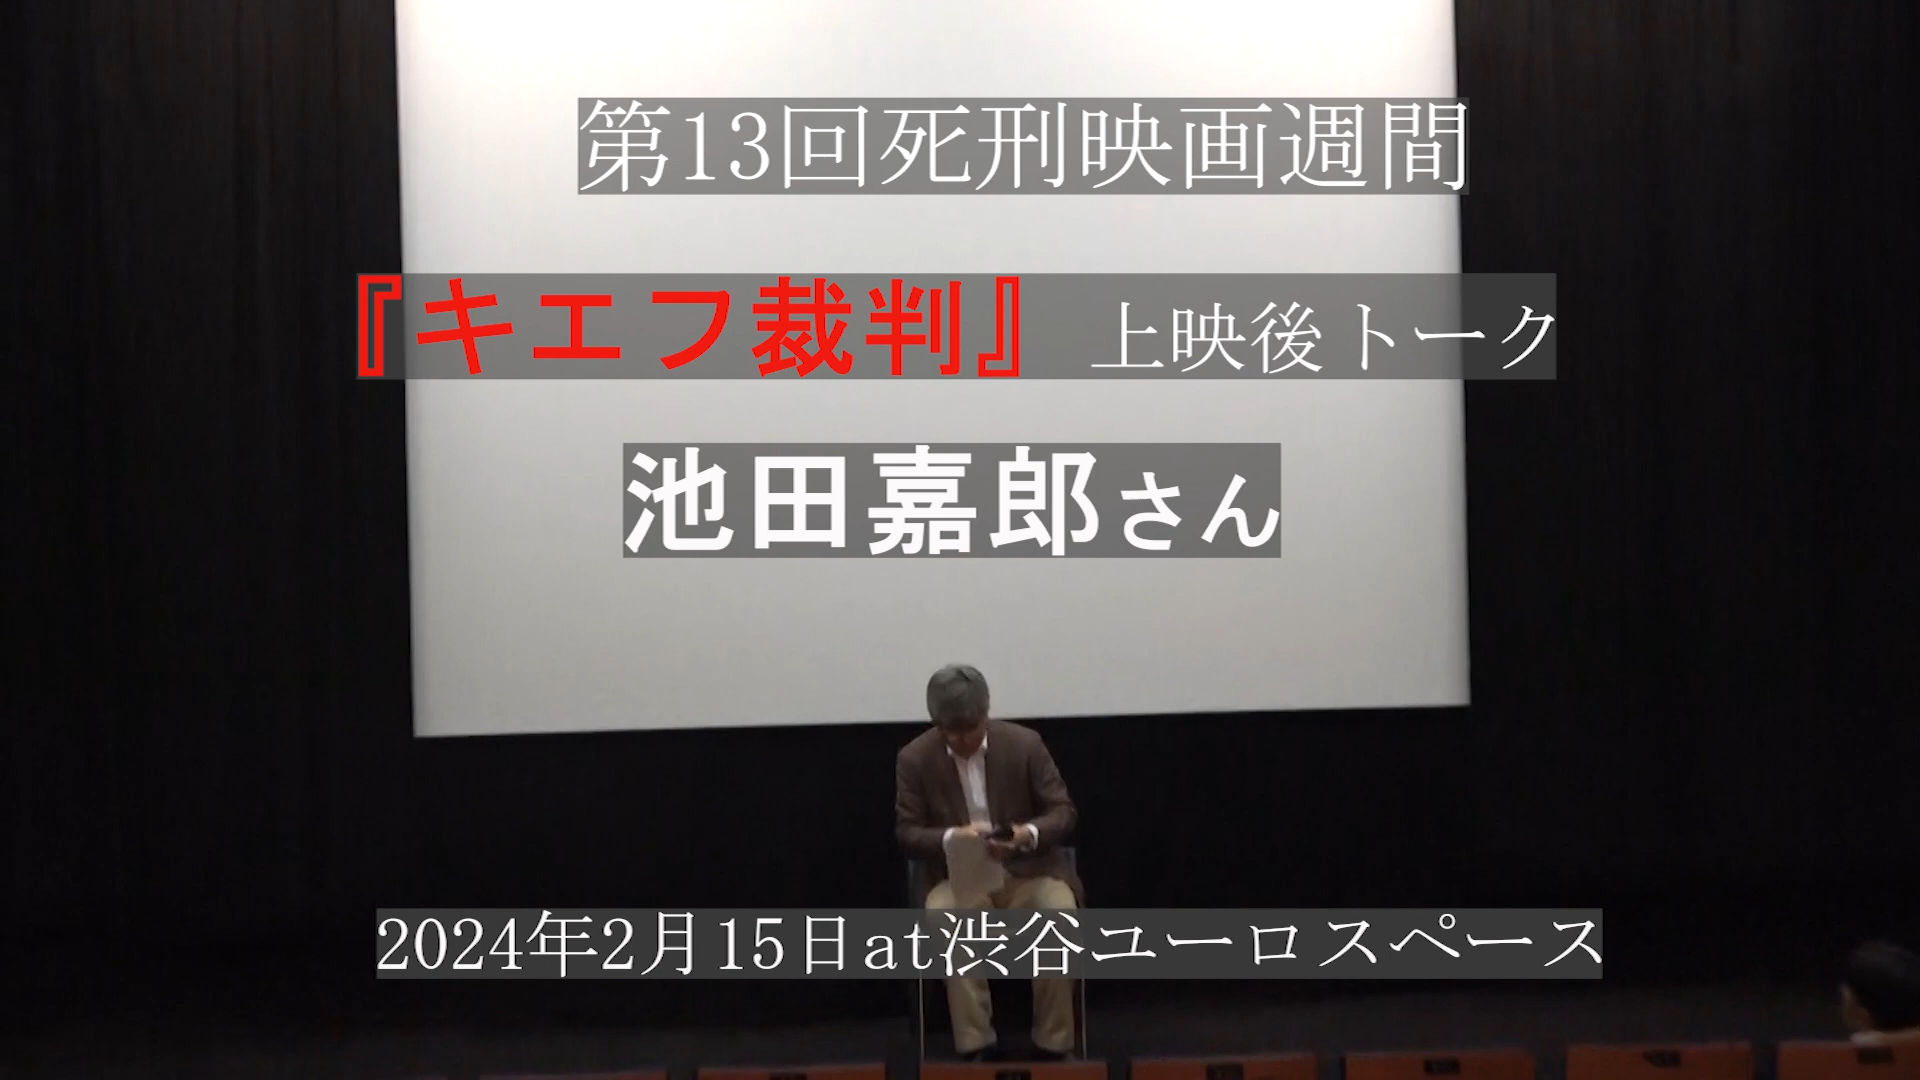 第13回死刑映画週間
『キエフ裁判』 上映後トーク
池田嘉郎さん
2024年2月15日at渋谷ユーロスペース